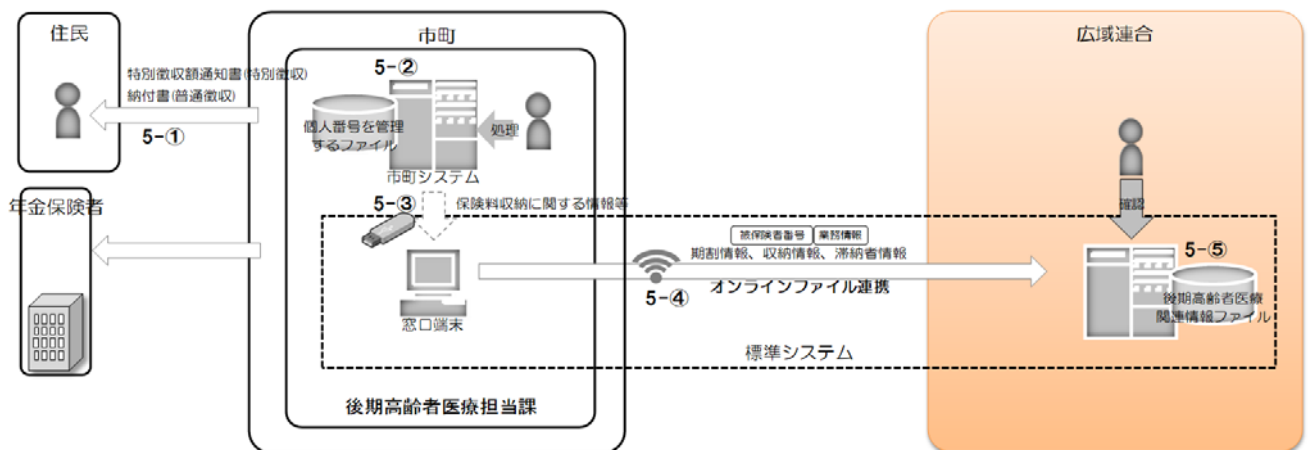 住民
特別徴収額通知書(特別徴収)
納付書(普通徴収)
5-①
年金保険者
市町
5-②
個人番号を管理
するファイル
処理
市町システム
5-③
保険料収納に関する情報等
窓口端末
後期高齢者医療担当課
被保険者番号 業務情報
期割情報、収納情報、滞納者情報
5-④
オンラインファイル連携
標準システム
広域連合
確認
5-⑤
後期高齢者医療
関連情報ファイル